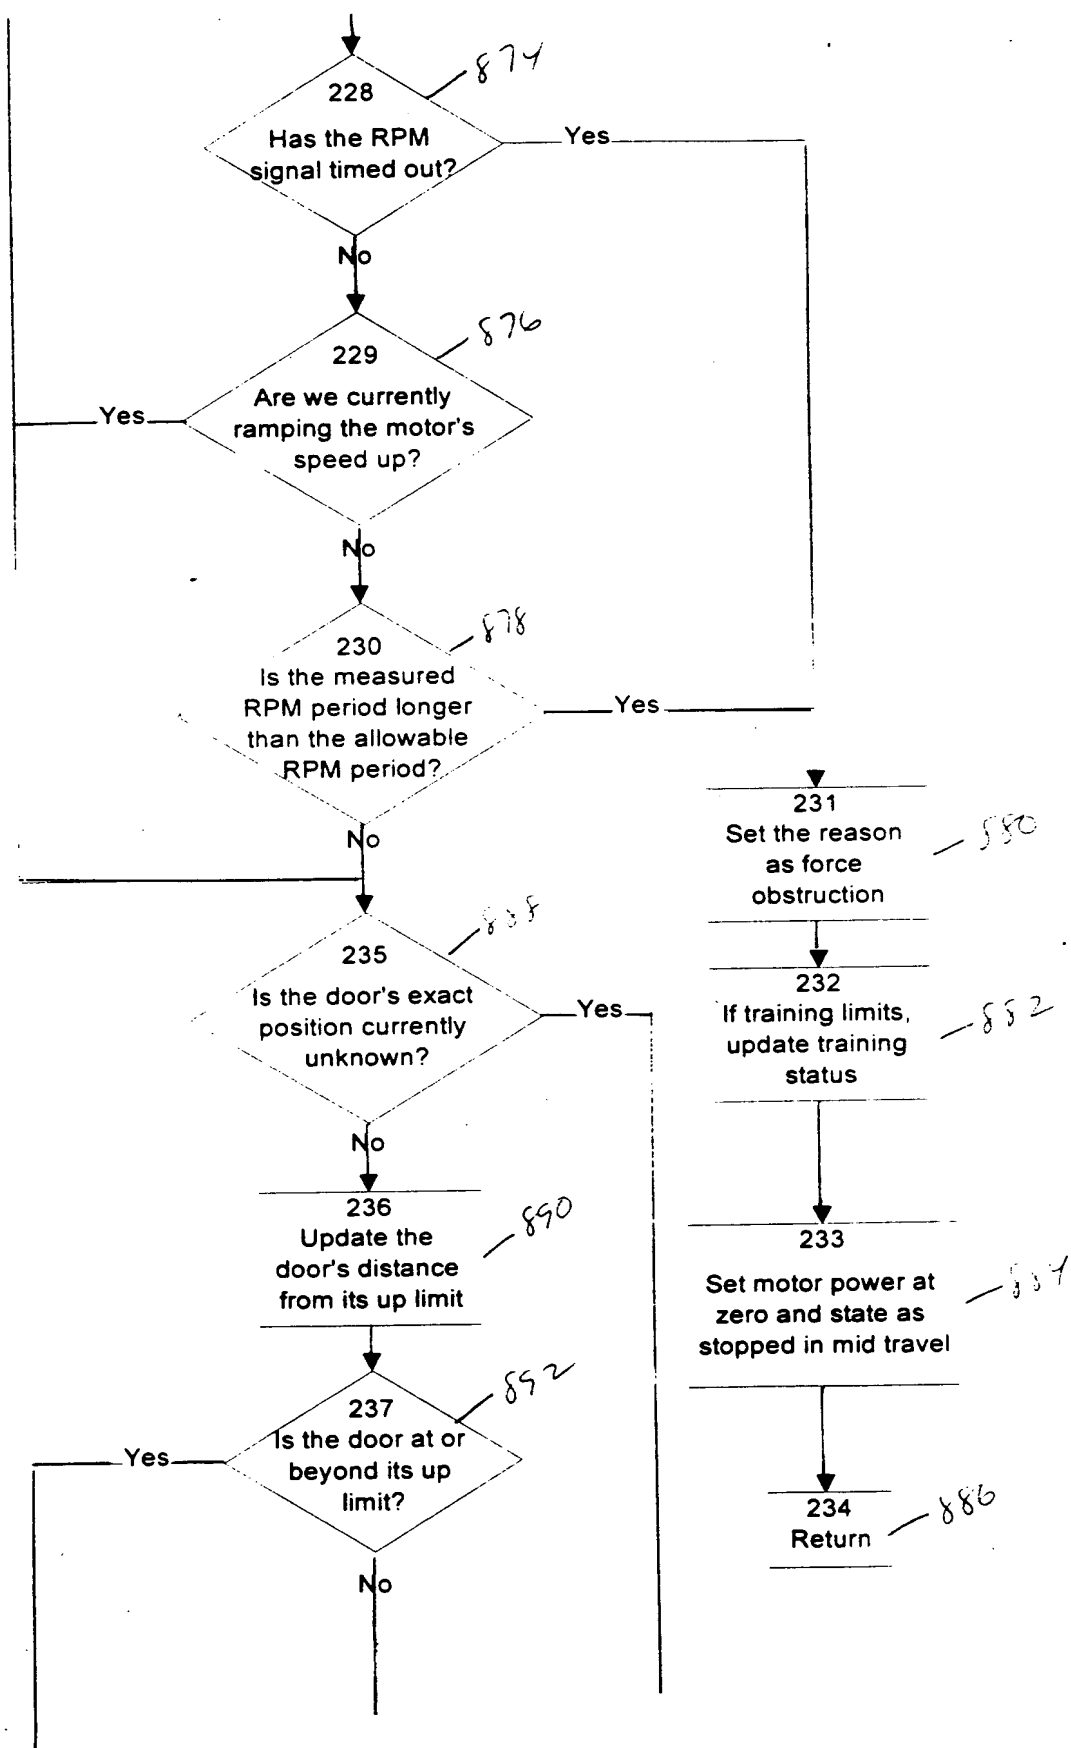 874
228
Has the RPM
signal timed out?
Yes
No
876
229
Are we currently
ramping the motor's
speed up?
Yes
No
878
230
Is the measured
RPM period longer
than the allowable
RPM period?
Yes
No
231
Set the reason
as force
obstruction
880
888
235
Is the door's exact
position currently
unknown?
Yes
No
232
If training limits,
update training
status
882
236
Update the
door's distance
from its up limit
890
233
Set motor power at
zero and state as
stopped in mid travel
884
892
237
Is the door at or
beyond its up
limit?
Yes
No
234
Return
886